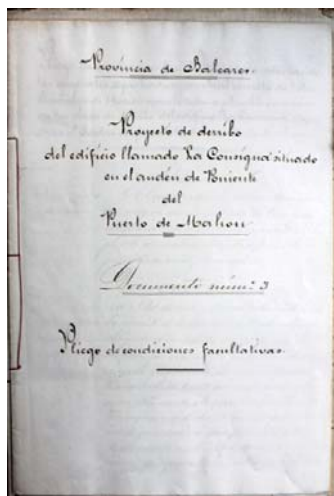 Provincia de Baleares.
Proyecto de derribo
del edificio llamado La Consigna situado
en el andén de Poniente
del
Puerto de Mahon
Documento núm.º 3
Pliego de condiciones facultativas.